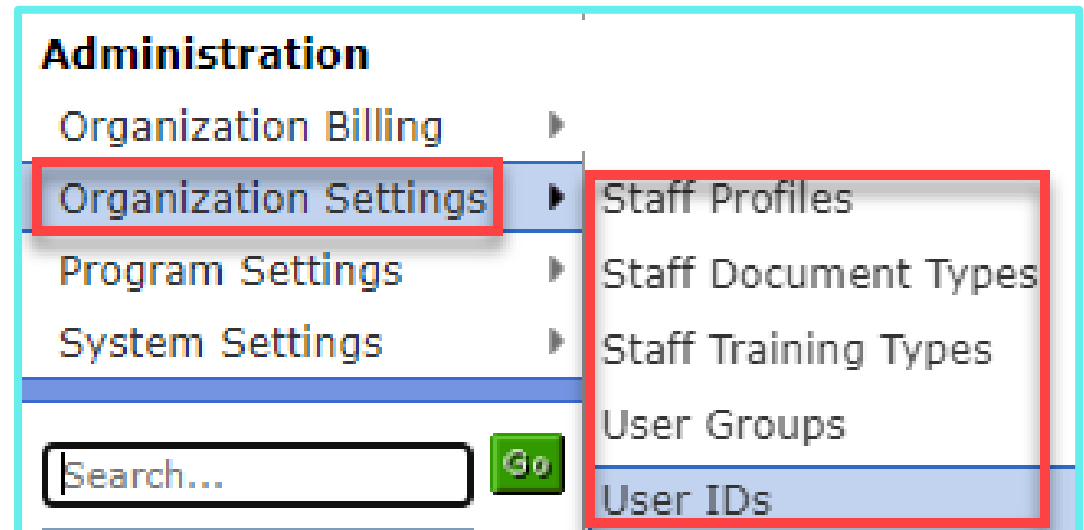 Administration
Organization Billing
Organization Settings
Program Settings
System Settings
Search...
Go
Staff Profiles
Staff Document Types
Staff Training Types
User Groups
User IDs